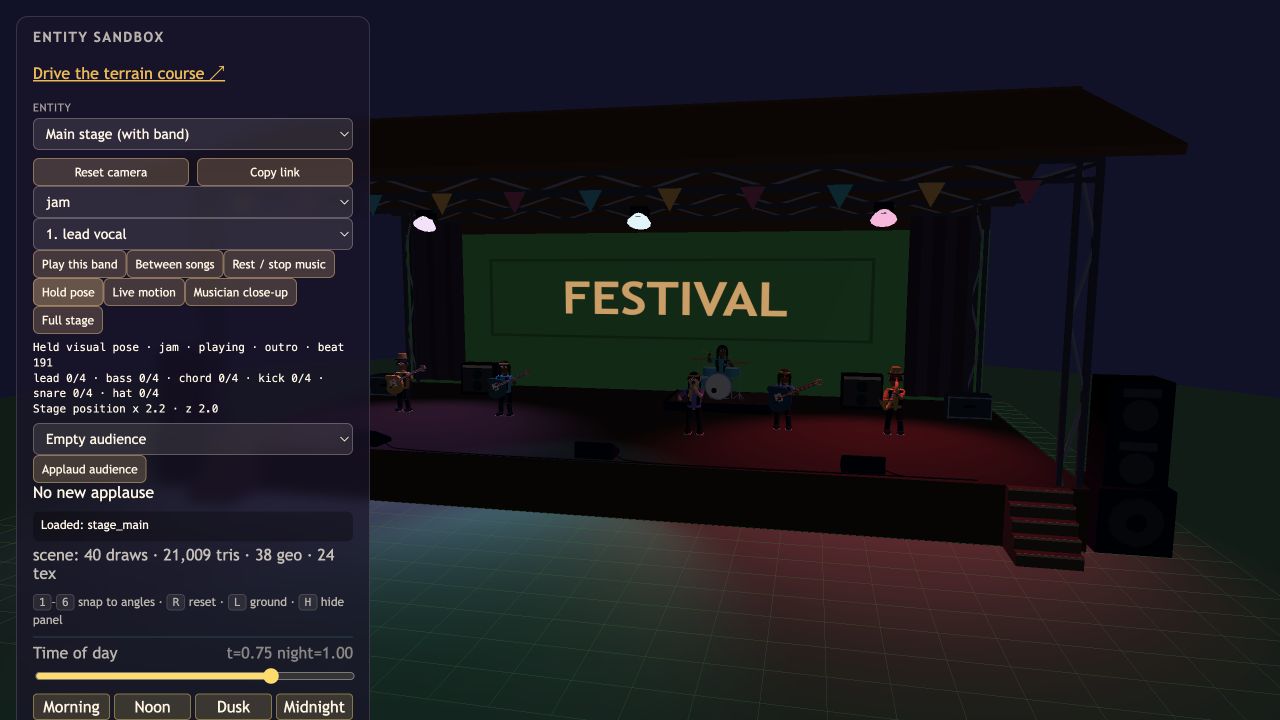 ENTITY SANDBOX
Drive the terrain course ↗
ENTITY
Main stage (with band)
Reset camera
Copy link
jam
1. lead vocal
Play this band
Between songs
Rest / stop music
Hold pose
Live motion
Musician close-up
Full stage
Held visual pose · jam · playing · outro · beat
191
lead 0/4 · bass 0/4 · chord 0/4 · kick 0/4 ·
snare 0/4 · hat 0/4
Stage position x 2.2 · z 2.0
Empty audience
Applaud audience
No new applause
Loaded: stage_main
scene: 40 draws · 21,009 tris · 38 geo · 24
tex
1-6 snap to angles · R reset · L ground · H hide
panel
Time of day t=0.75 night=1.00
Morning
Noon
Dusk
Midnight
FESTIVAL